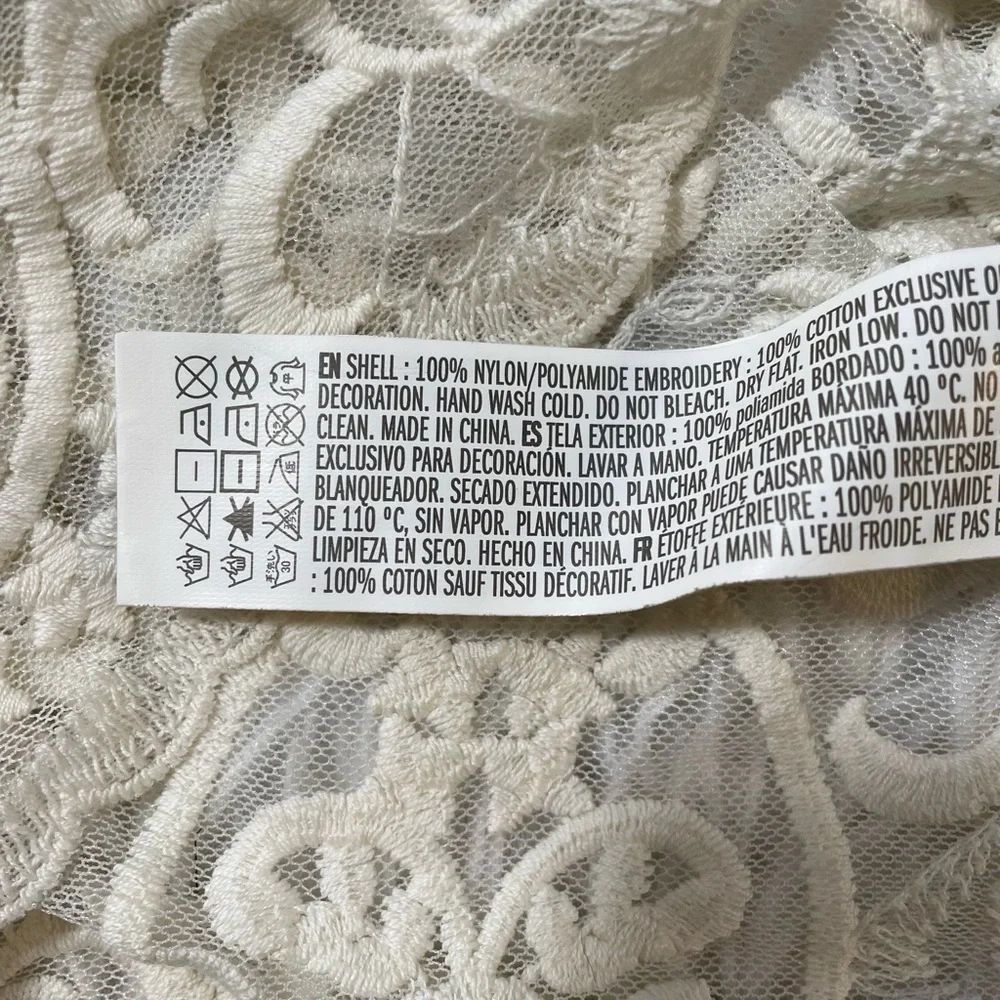 EN SHELL : 100% NYLON/POLYAMIDE EMBROIDERY : 100% COTTON EXCLUSIVE
DECORATION. HAND WASH COLD. DO NOT BLEACH. DRY FLAT. IRON LOW. DO NOT
CLEAN. MADE IN CHINA. ES TELA EXTERIOR : 100% poliamida BORDADO : 100% a
EXCLUSIVO PARA DECORACIÓN. LAVAR A MANO. TEMPERATURA MÁXIMA 40 ºC. NO
BLANQUEADOR. SECADO EXTENDIDO. PLANCHAR A UNA TEMPERATURA MÁXIMA DE
DE 110 ºC, SIN VAPOR. PLANCHAR CON VAPOR PUEDE CAUSAR DAÑO IRREVERSIBL
LIMPIEZA EN SECO. HECHO EN CHINA. FR ÉTOFFE EXTÉRIEURE : 100% POLYAMIDE
: 100% COTON SAUF TISSU DÉCORATIF. LAVER À LA MAIN À L'EAU FROIDE. NE PAS
手洗い 30